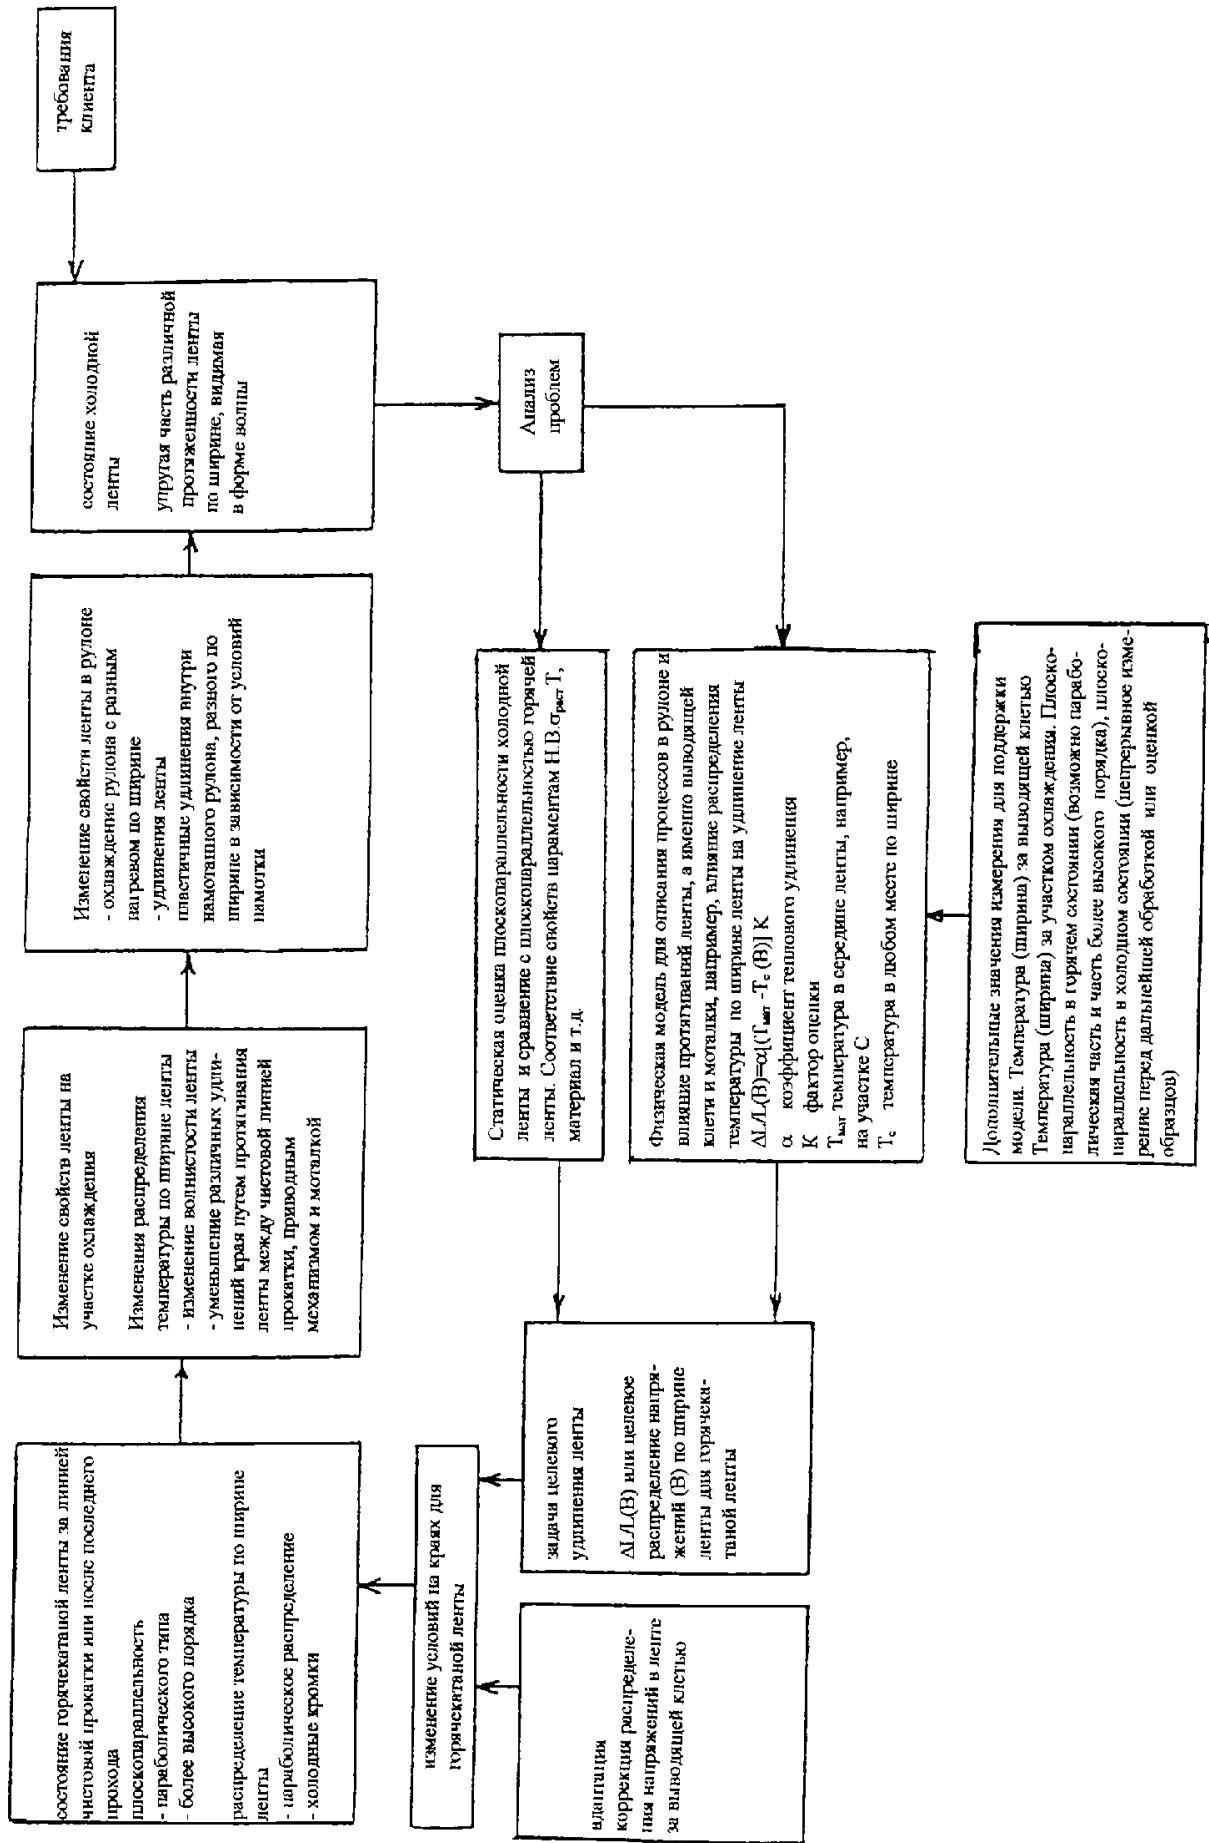 состояние горячекатаной ленты за линией
чистовой прокатки или после последнего
прохода
плоскопараллельность
- параболического типа
- более высокого порядка
распределение температуры по ширине
ленты
- параболическое распределение
- холодные кромки
Изменение свойств ленты на
участке охлаждения
Изменения распределения
температуры по ширине ленты
- изменение волнистости ленты
- уменьшение различных удли-
нений края путем протягивания
ленты между чистовой линией
прокатки, приводным
механизмом и моталкой
Изменение свойств ленты в рулоне
- охлаждение рулона с разным
нагревом по ширине
- удлинения ленты
пластичные удлинения внутри
намотанного рулона, разного по
ширине в зависимости от условий
намотки
состояние холодной
ленты
упругая часть различной
протяженности ленты
по ширине, видимая
в форме волны
требования
клиента
изменение условий на краях для
горячекатаной ленты
Анализ
проблем
адаптация
коррекция распределе-
ния напряжений в ленте
за выводящей клетью
задача целевого
удлинения ленты
ΔL/L(B) или целевое
распределение напря-
жений (B) по ширине
ленты для горячека-
таной ленты
Статическая оценка плоскопараллельности холодной
ленты и сравнение с плоскопараллельностью горячей
ленты. Соответствие свойств параментам H.B.σраст T,
материал и т.д.
Физическая модель для описания процессов в рулоне и
влияние протягиваний ленты, а именно выводящей
клети и моталки, например, влияние распределения
температуры по ширине ленты на удлинение ленты
ΔL/L(B)=α[(Tмит -Tс (B)] K
α коэффициент теплового удлинения
K фактор оценки
Tмит температура в середине ленты, например,
на участке C
Tс температура в любом месте по ширине
Дополнительные значения измерения для поддержки
модели. Температура (ширина) за выводящей клетью
Температура (ширина) за участком охлаждения. Плоско-
параллельность в горячем состоянии (возможно парабо-
лическая часть и часть более высокого порядка), плоско-
параллельность в холодном состоянии (непрерывное изме-
рение перед дальнейшей обработкой или оценкой
образцов)